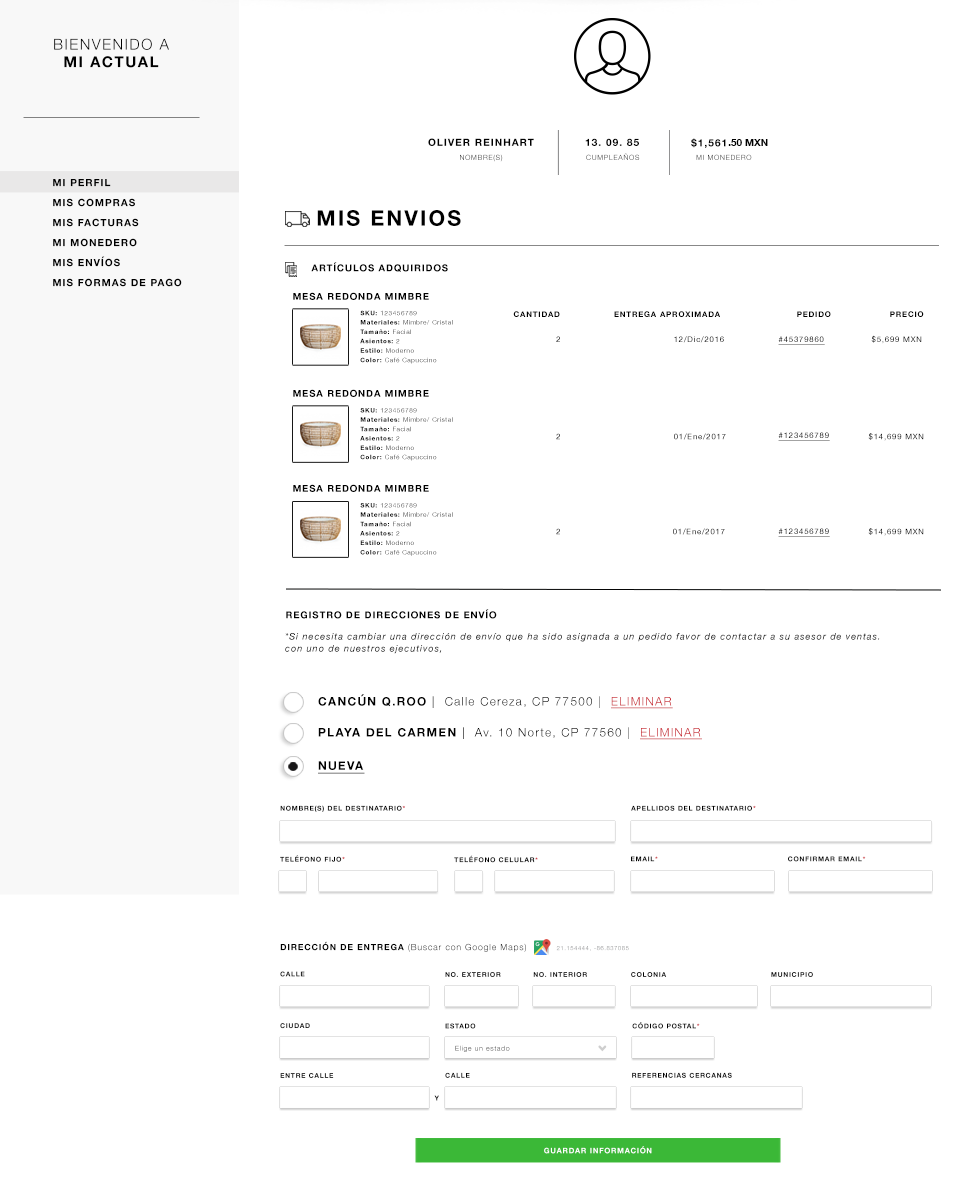 BIENVENIDO A
MI ACTUAL
MI PERFIL
MIS COMPRAS
MIS FACTURAS
MI MONEDERO
MIS ENVÍOS
MIS FORMAS DE PAGO
OLIVER REINHART
NOMBRE(S)
13. 09. 85
CUMPLEAÑOS
$1,561.50 MXN
MI MONEDERO
MIS ENVIOS
ARTÍCULOS ADQUIRIDOS
CANTIDAD ENTREGA APROXIMADA PEDIDO PRECIO
MESA REDONDA MIMBRE
SKU: 123456789
Materiales: Mimbre/ Cristal
Tamaño: Facial
Asientos: 2
Estilo: Moderno
Color: Café Capuccino
2 12/Dic/2016 #45379860 $5,699 MXN
MESA REDONDA MIMBRE
SKU: 123456789
Materiales: Mimbre/ Cristal
Tamaño: Facial
Asientos: 2
Estilo: Moderno
Color: Café Capuccino
2 01/Ene/2017 #123456789 $14,699 MXN
MESA REDONDA MIMBRE
SKU: 123456789
Materiales: Mimbre/ Cristal
Tamaño: Facial
Asientos: 2
Estilo: Moderno
Color: Café Capuccino
2 01/Ene/2017 #123456789 $14,699 MXN
REGISTRO DE DIRECCIONES DE ENVÍO
*Si necesita cambiar una dirección de envío que ha sido asignada a un pedido favor de contactar a su asesor de ventas.
con uno de nuestros ejecutivos,
CANCÚN Q.ROO | Calle Cereza, CP 77500 | ELIMINAR
PLAYA DEL CARMEN | Av. 10 Norte, CP 77560 | ELIMINAR
NUEVA
NOMBRE(S) DEL DESTINATARIO* APELLIDOS DEL DESTINATARIO*
TELÉFONO FIJO* TELÉFONO CELULAR* EMAIL* CONFIRMAR EMAIL*
DIRECCIÓN DE ENTREGA (Buscar con Google Maps)
CALLE NO. EXTERIOR NO. INTERIOR COLONIA MUNICIPIO
CIUDAD ESTADO CÓDIGO POSTAL*
Elige un estado
ENTRE CALLE CALLE REFERENCIAS CERCANAS
Y
GUARDAR INFORMACIÓN